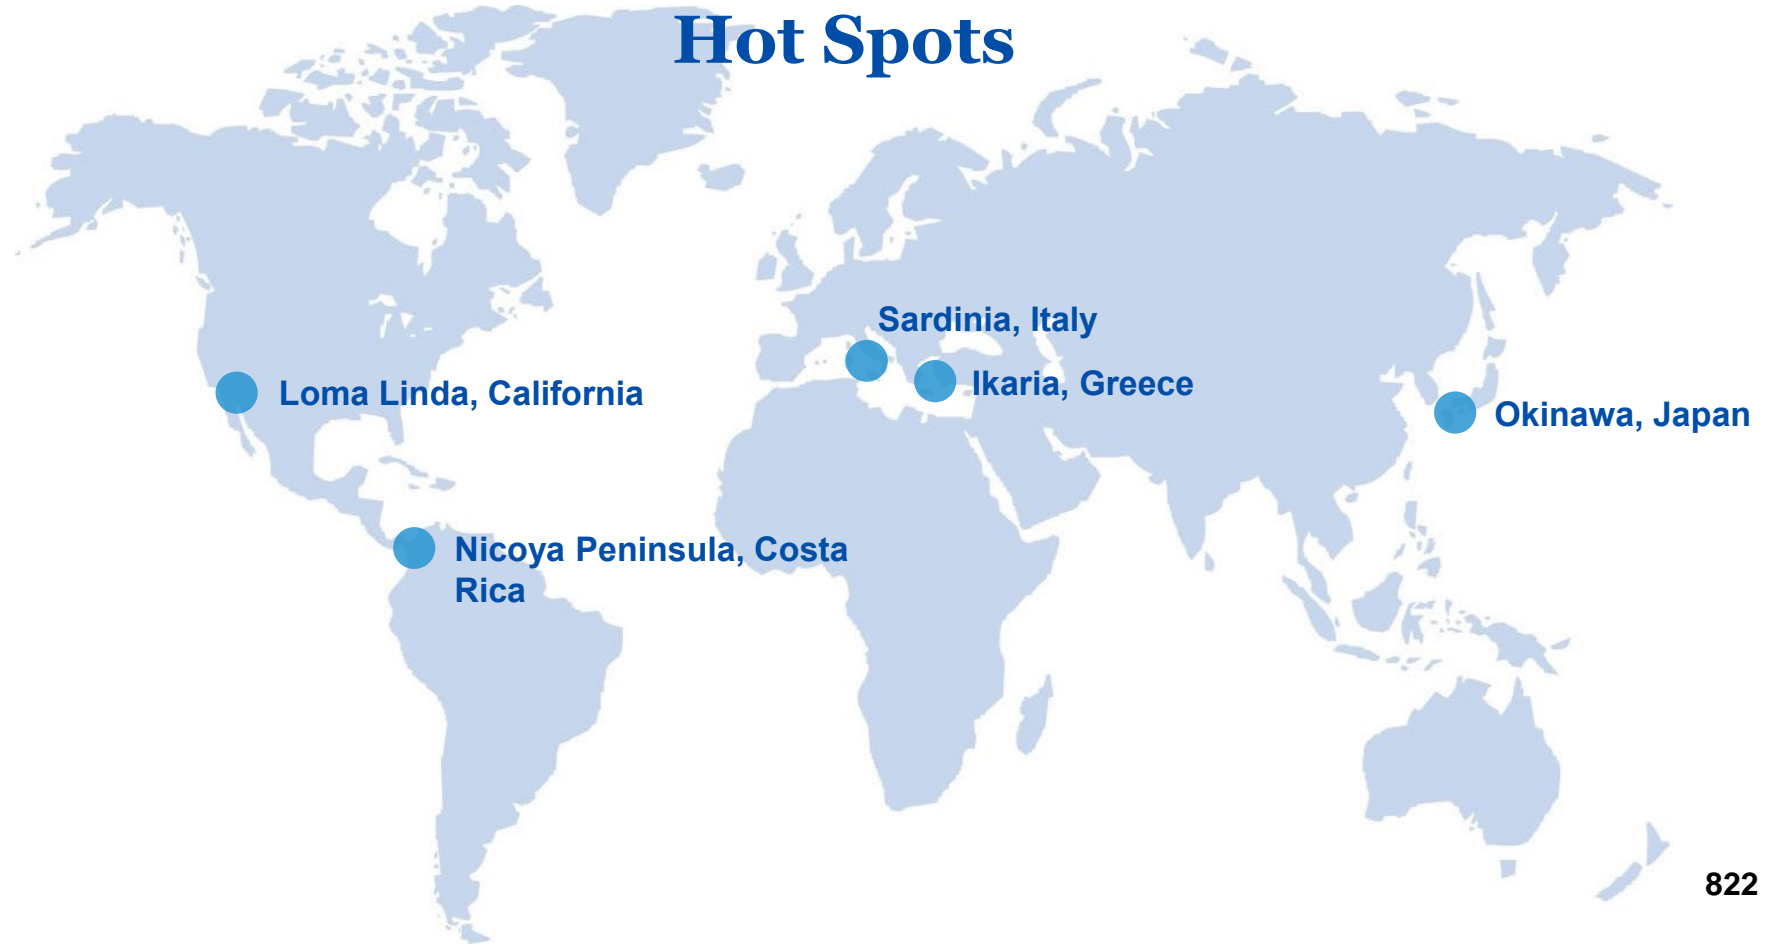 Hot Spots
Sardinia, Italy
Ikaria, Greece
Loma Linda, California
Okinawa, Japan
Nicoya Peninsula, Costa
Rica
822